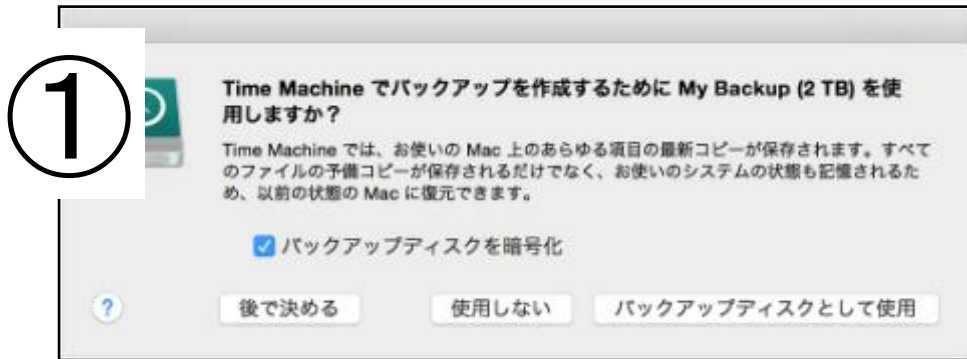 ①
Time Machine でバックアップを作成するために My Backup (2 TB) を使
用しますか？
Time Machine では、お使いの Mac 上のあらゆる項目の最新コピーが保存されます。すべて
のファイルの予備コピーが保存されるだけでなく、お使いのシステムの状態も記憶されるた
め、以前の状態の Mac に復元できます。
バックアップディスクを暗号化
? 後で決める 使用しない バックアップディスクとして使用